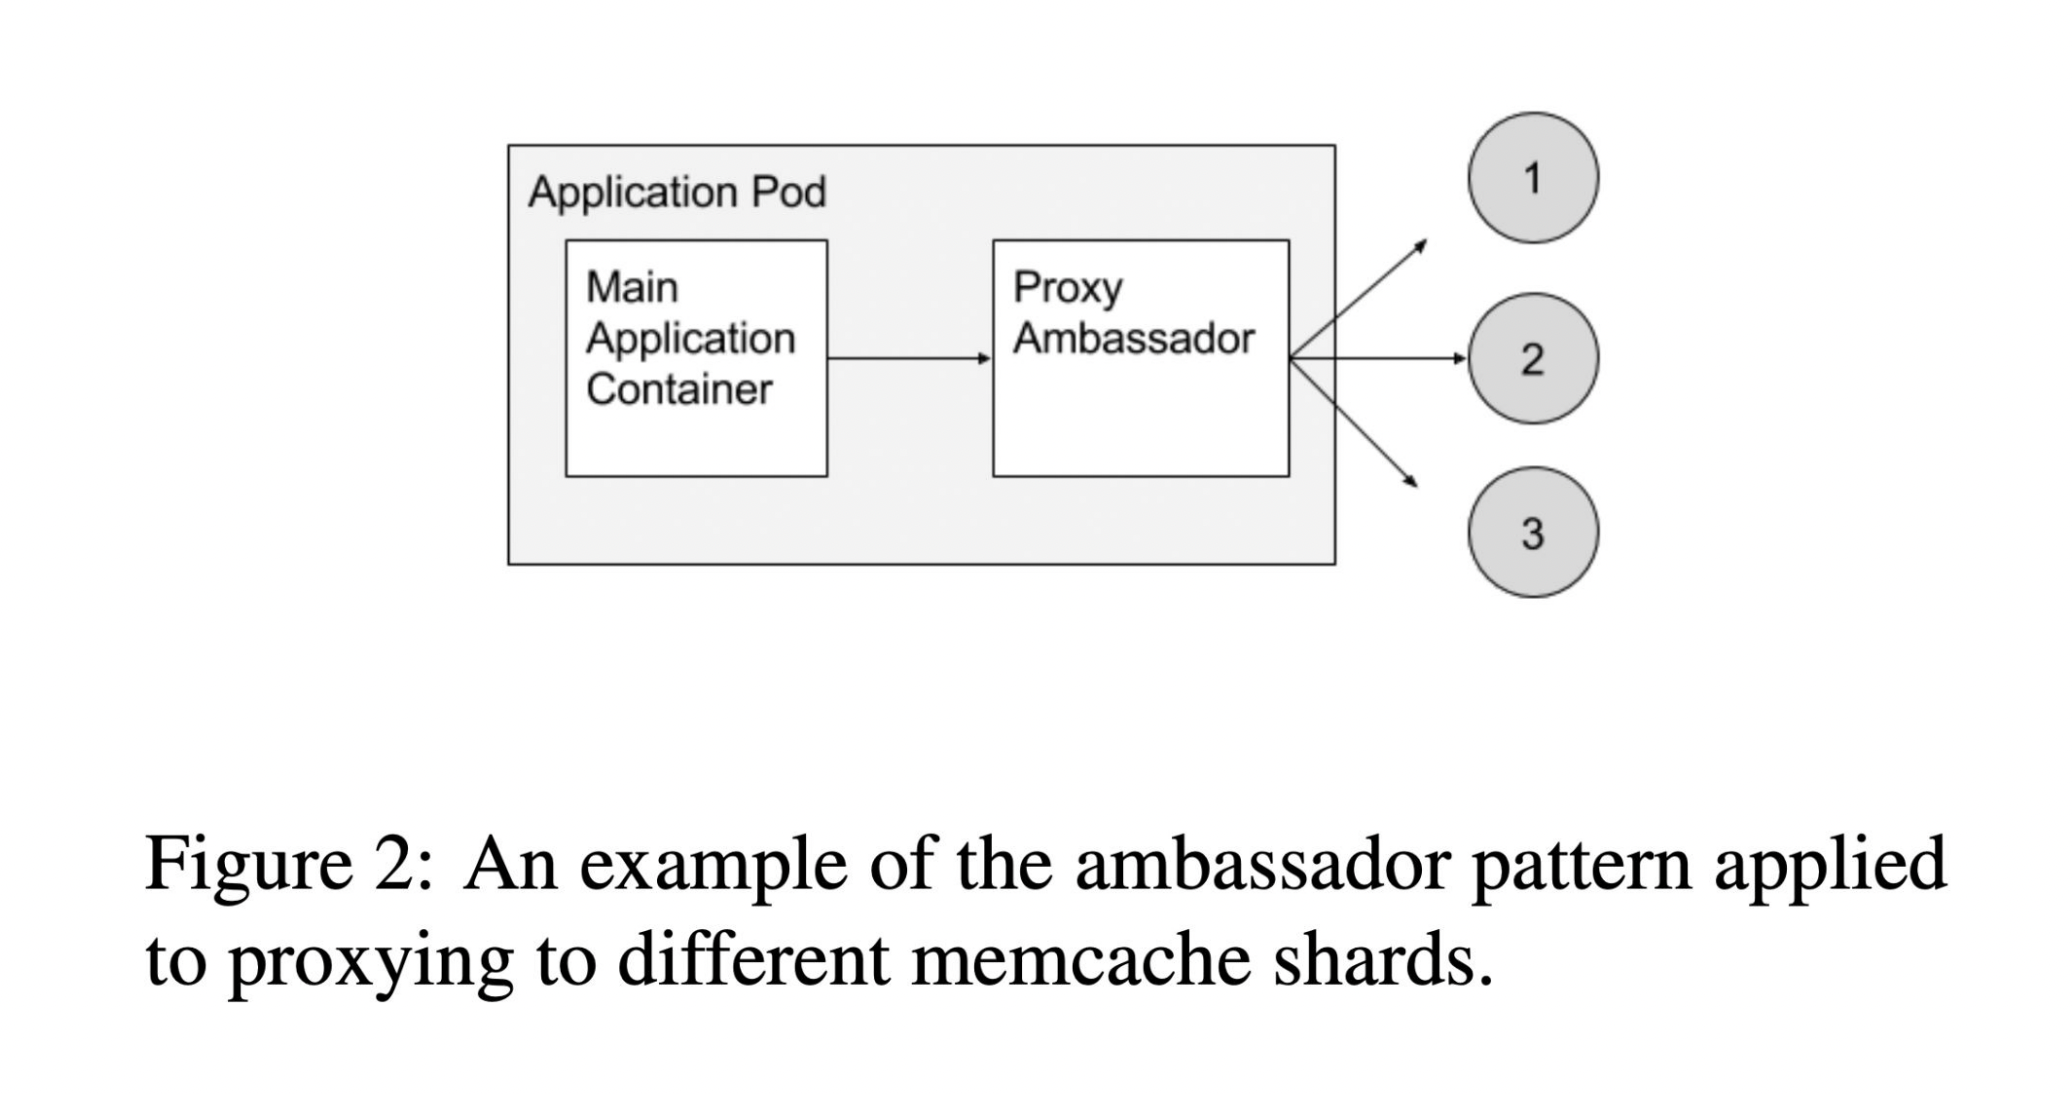 Application Pod
Main
Application
Container
Proxy
Ambassador
1
2
3
Figure 2: An example of the ambassador pattern applied
to proxying to different memcache shards.